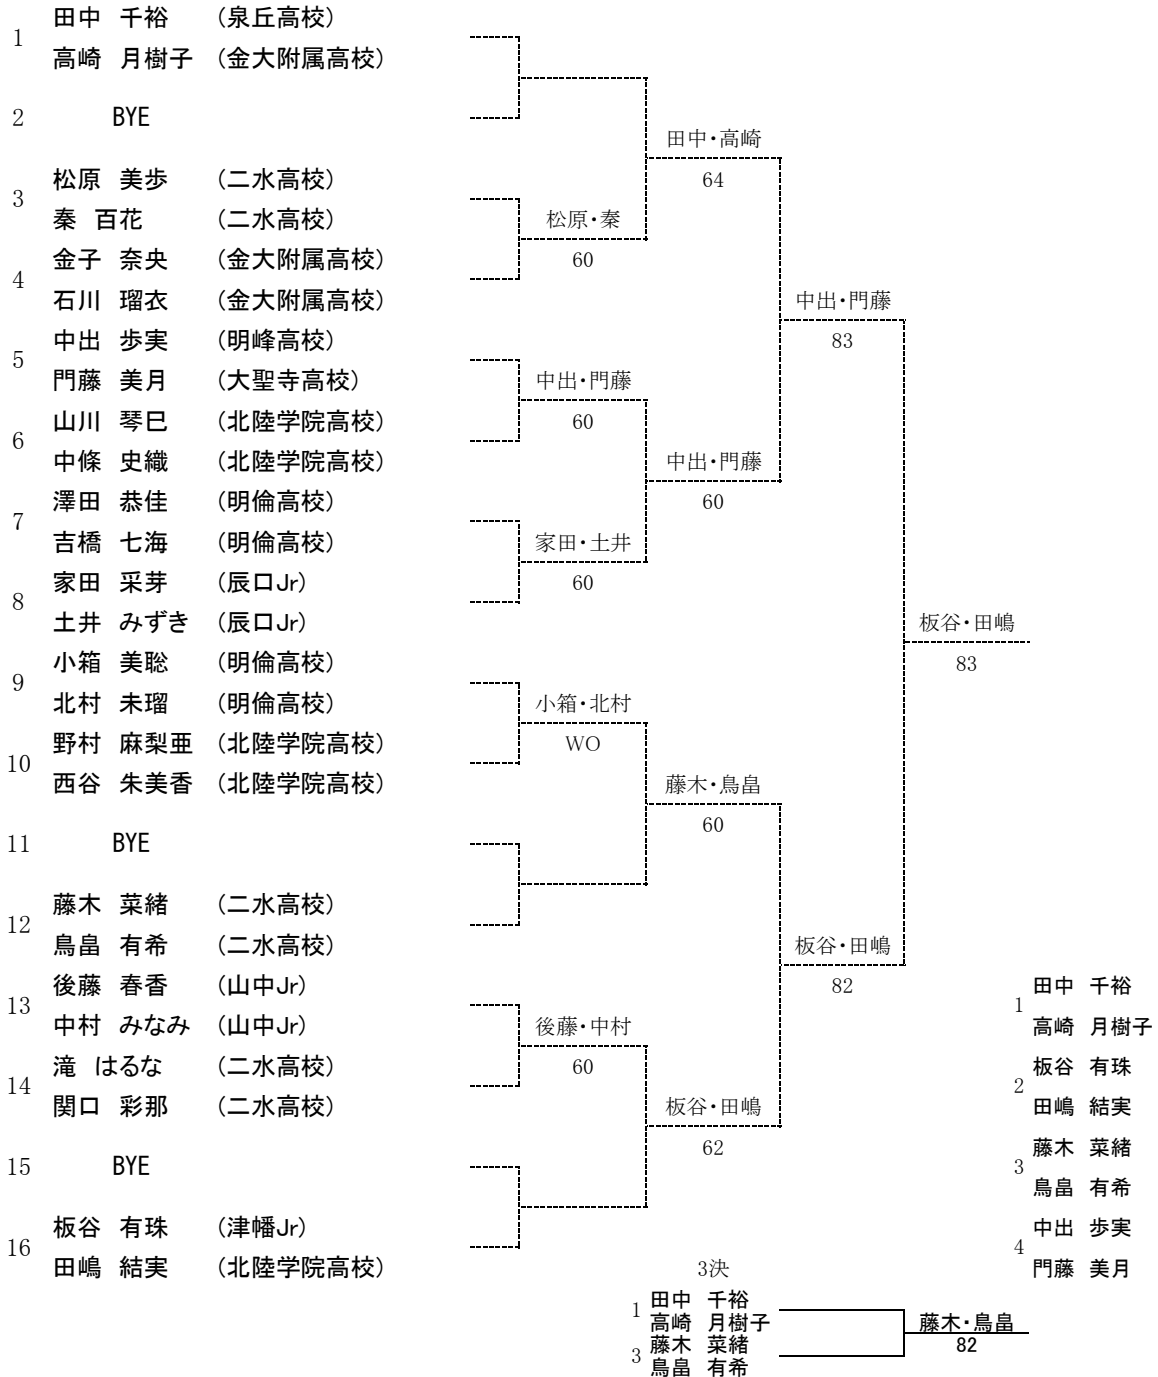 1
田中 千裕 (泉丘高校)
高崎 月樹子 (金大附属高校)
2 BYE
田中・高崎
64
3
松原 美歩 (二水高校)
秦 百花 (二水高校)
松原・秦
60
4
金子 奈央 (金大附属高校)
石川 瑠衣 (金大附属高校)
中出・門藤
83
5
中出 歩実 (明峰高校)
門藤 美月 (大聖寺高校)
中出・門藤
60
6
山川 琴巳 (北陸学院高校)
中條 史織 (北陸学院高校)
中出・門藤
60
7
澤田 恭佳 (明倫高校)
吉橋 七海 (明倫高校)
家田・土井
60
8
家田 采芽 (辰口Jr)
土井 みずき (辰口Jr)
板谷・田嶋
83
9
小箱 美聡 (明倫高校)
北村 未瑠 (明倫高校)
小箱・北村
WO
10
野村 麻梨亜 (北陸学院高校)
西谷 朱美香 (北陸学院高校)
藤木・鳥畠
60
11 BYE
12
藤木 菜緒 (二水高校)
鳥畠 有希 (二水高校)
板谷・田嶋
82
13
後藤 春香 (山中Jr)
中村 みなみ (山中Jr)
後藤・中村
60
14
滝 はるな (二水高校)
関口 彩那 (二水高校)
板谷・田嶋
62
15 BYE
16
板谷 有珠 (津幡Jr)
田嶋 結実 (北陸学院高校)
1
田中 千裕
高崎 月樹子
2
板谷 有珠
田嶋 結実
3
藤木 菜緒
鳥畠 有希
4
中出 歩実
門藤 美月
3決
1
田中 千裕
高崎 月樹子
3
藤木 菜緒
鳥畠 有希
藤木・鳥畠
82